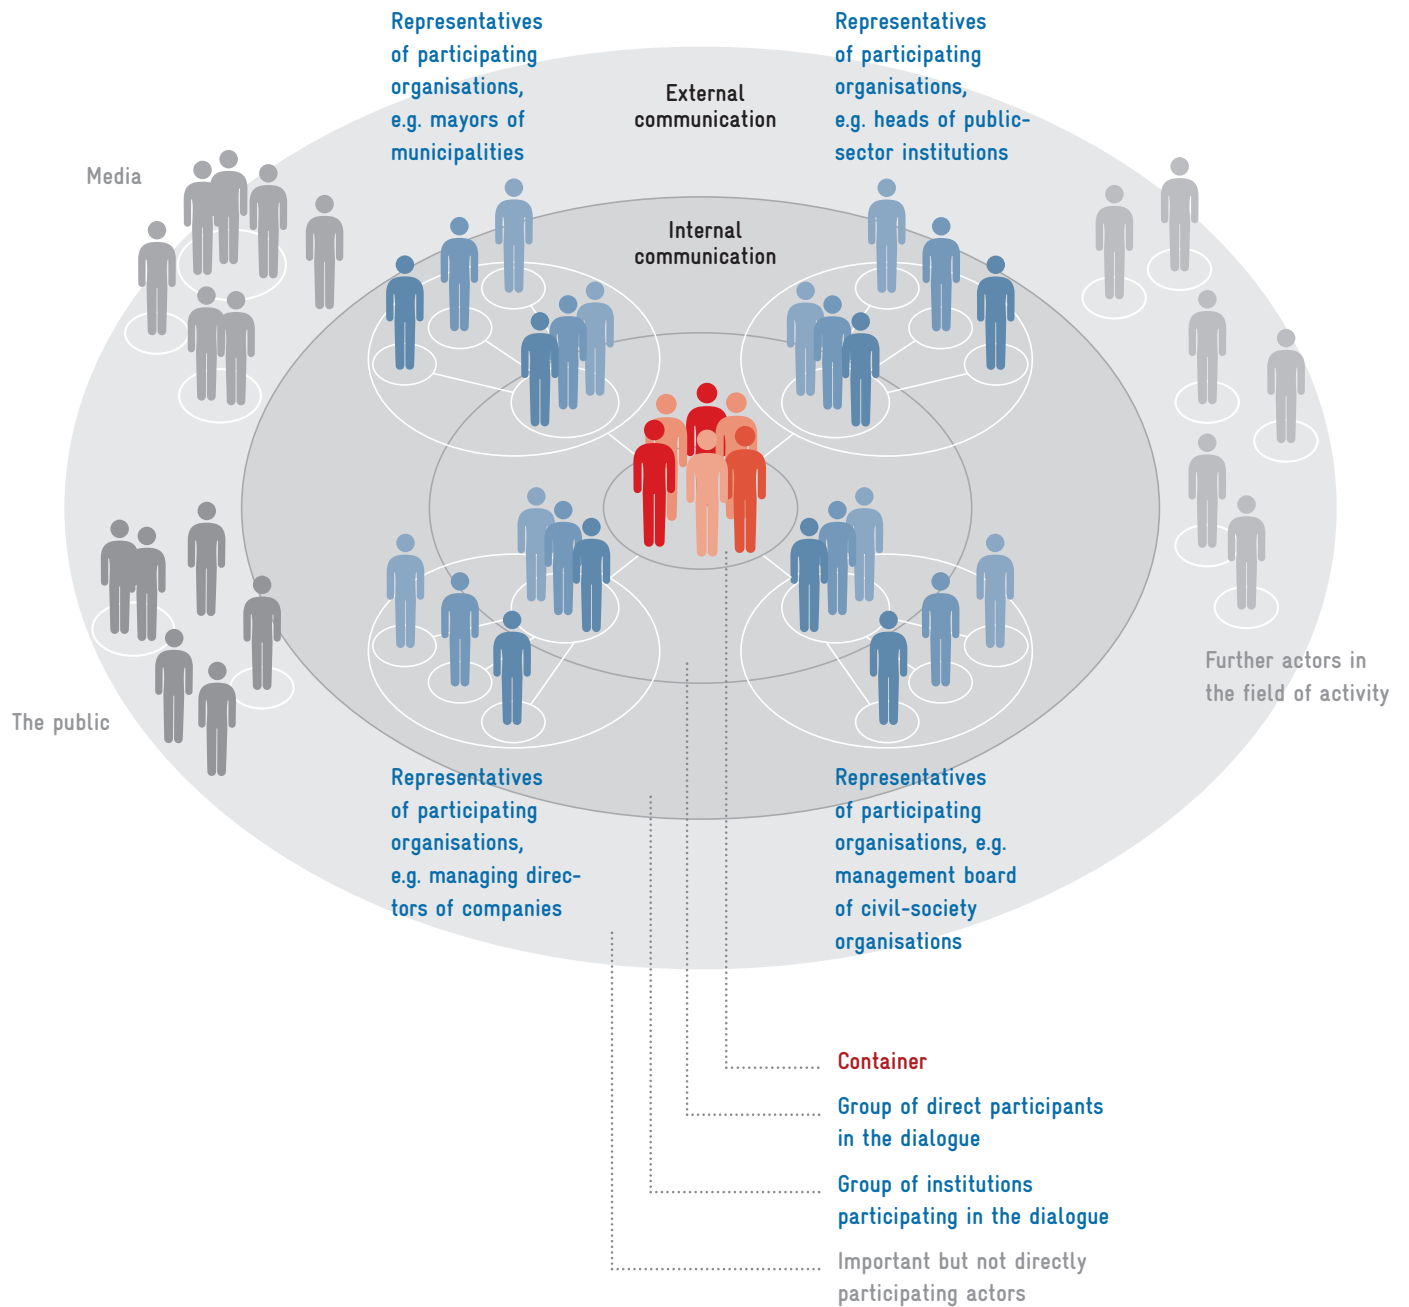 Representatives
of participating
organisations,
e.g. mayors of
municipalities
External
communication
Representatives
of participating
organisations,
e.g. heads of public-
sector institutions
Media
Internal
communication
The public
Further actors in
the field of activity
Representatives
of participating
organisations,
e.g. managing direc-
tors of companies
Representatives
of participating
organisations, e.g.
management board
of civil-society
organisations
Container
Group of direct participants
in the dialogue
Group of institutions
participating in the dialogue
Important but not directly
participating actors